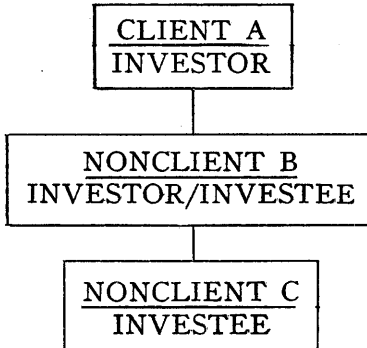 CLIENT A
INVESTOR
NONCLIENT B
INVESTOR/INVESTEE
NONCLIENT C
INVESTEE